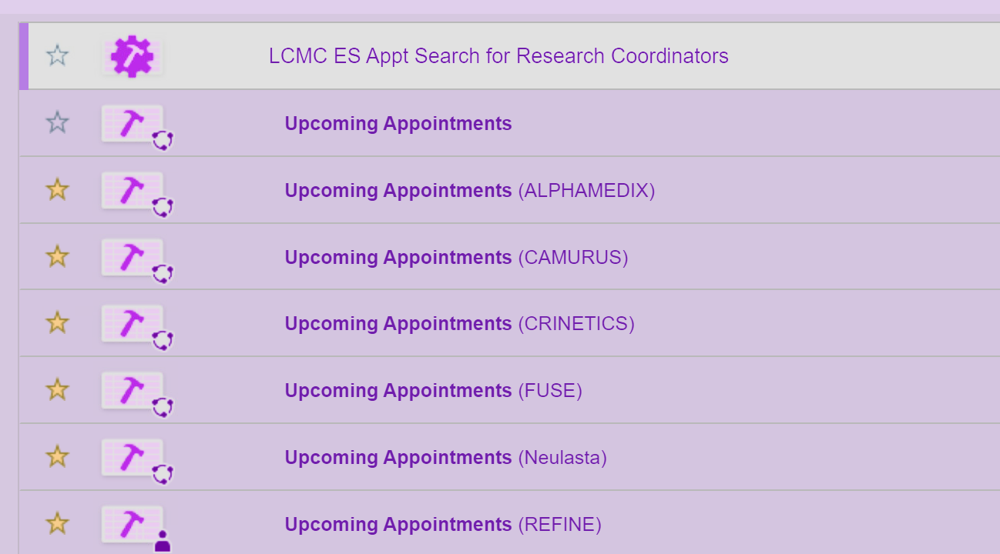 LCMC ES Appt Search for Research Coordinators
Upcoming Appointments
Upcoming Appointments (ALPHAMEDIX)
Upcoming Appointments (CAMURUS)
Upcoming Appointments (CRINETICS)
Upcoming Appointments (FUSE)
Upcoming Appointments (Neulasta)
Upcoming Appointments (REFINE)